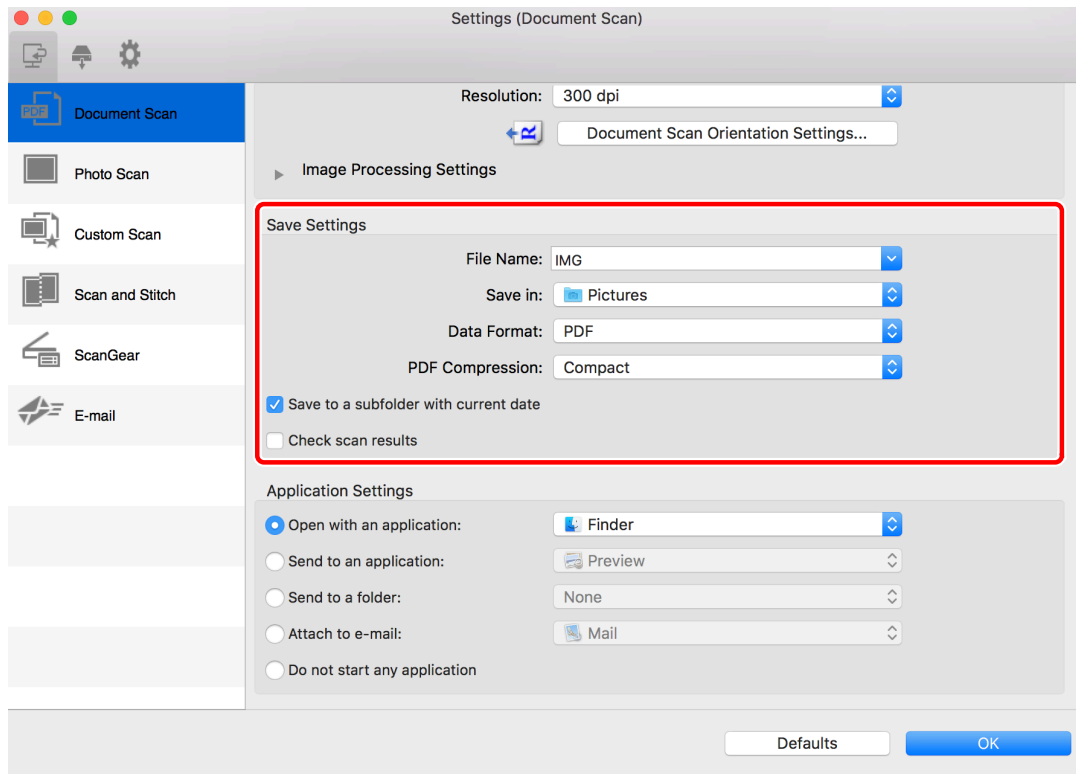 Settings (Document Scan)
PDF Document Scan
Photo Scan
Custom Scan
Scan and Stitch
ScanGear
E-mail
Resolution: 300 dpi
R Document Scan Orientation Settings...
Image Processing Settings
Save Settings
File Name: IMG
Save in: Pictures
Data Format: PDF
PDF Compression: Compact
Save to a subfolder with current date
Check scan results
Application Settings
Open with an application: Finder
Send to an application: Preview
Send to a folder: None
Attach to e-mail: Mail
Do not start any application
Defaults OK